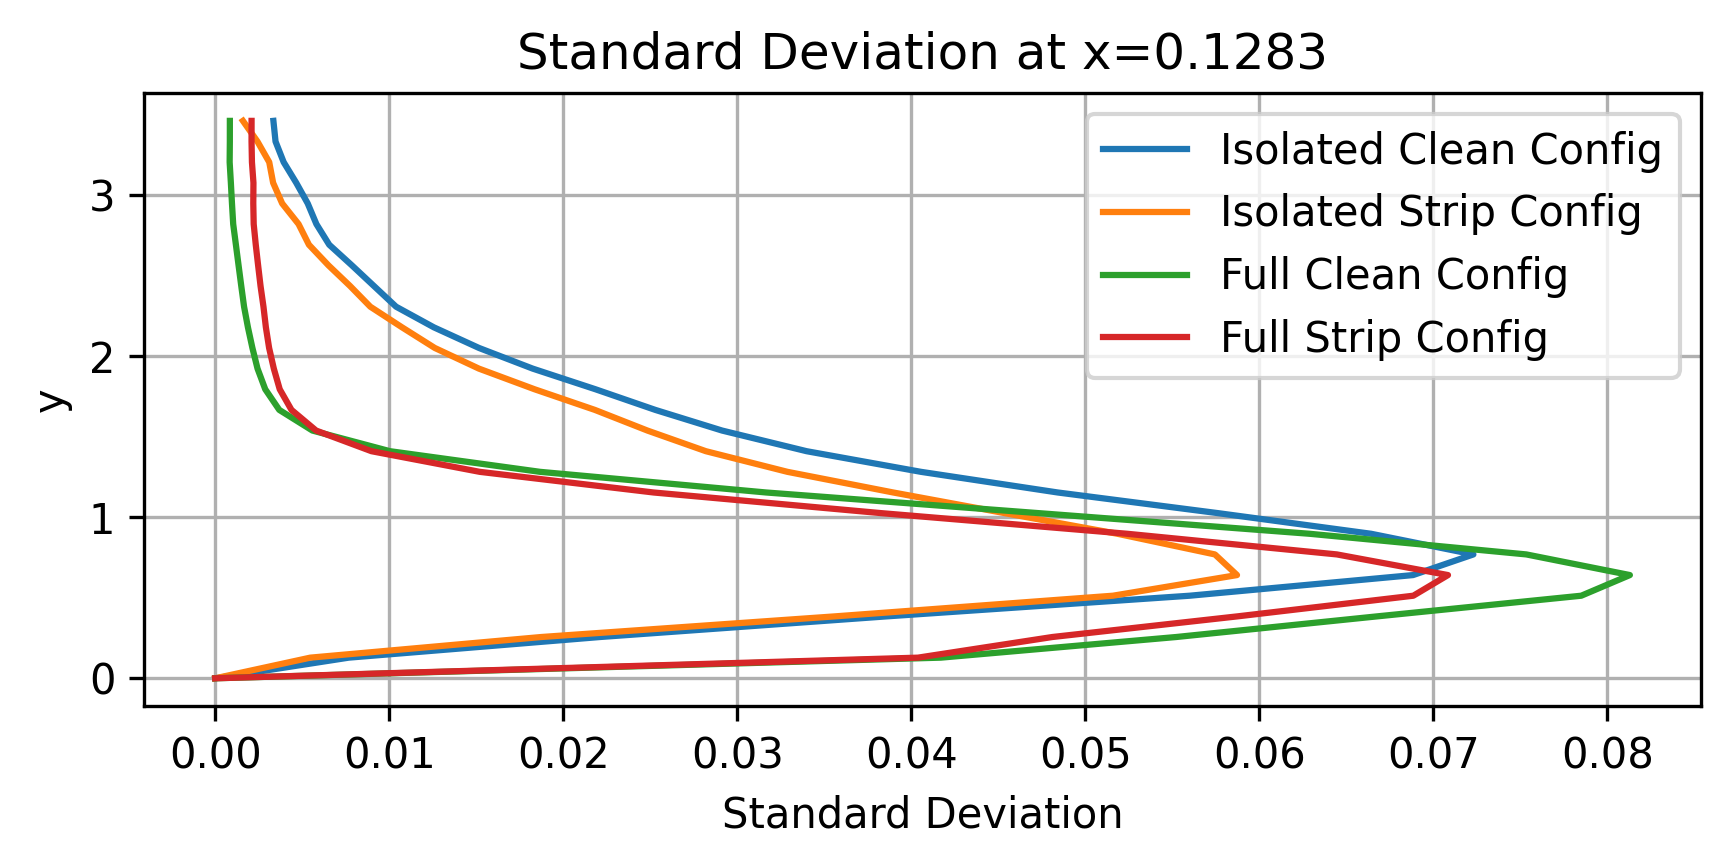 Standard Deviation at x=0.1283
Isolated Clean Config
Isolated Strip Config
Full Clean Config
Full Strip Config
y
3
2
1
0
0.00 0.01 0.02 0.03 0.04 0.05 0.06 0.07 0.08
Standard Deviation